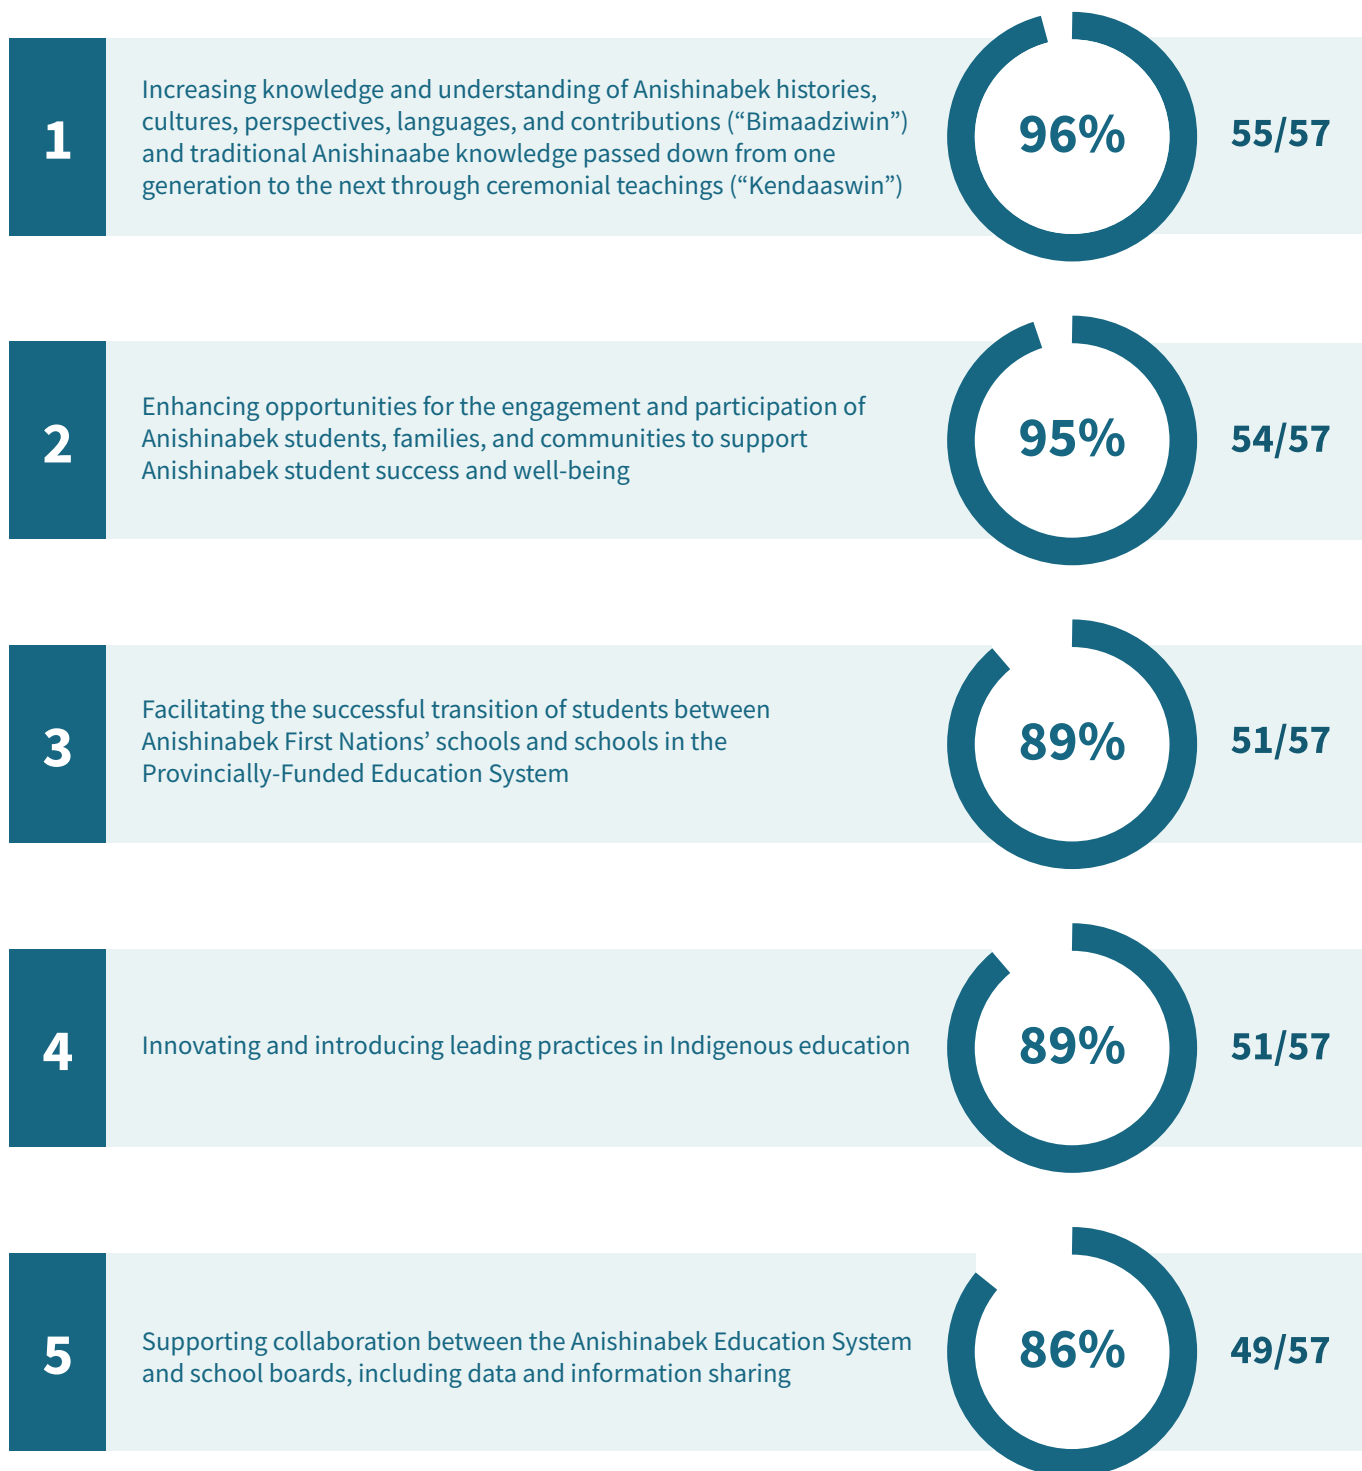 1
Increasing knowledge and understanding of Anishinabek histories,
cultures, perspectives, languages, and contributions (“Bimaadziwin”)
and traditional Anishinaabe knowledge passed down from one
generation to the next through ceremonial teachings (“Kendaaswin”)
96%
55/57
2
Enhancing opportunities for the engagement and participation of
Anishinabek students, families, and communities to support
Anishinabek student success and well-being
95%
54/57
3
Facilitating the successful transition of students between
Anishinabek First Nations’ schools and schools in the
Provincially-Funded Education System
89%
51/57
4
Innovating and introducing leading practices in Indigenous education
89%
51/57
5
Supporting collaboration between the Anishinabek Education System
and school boards, including data and information sharing
86%
49/57